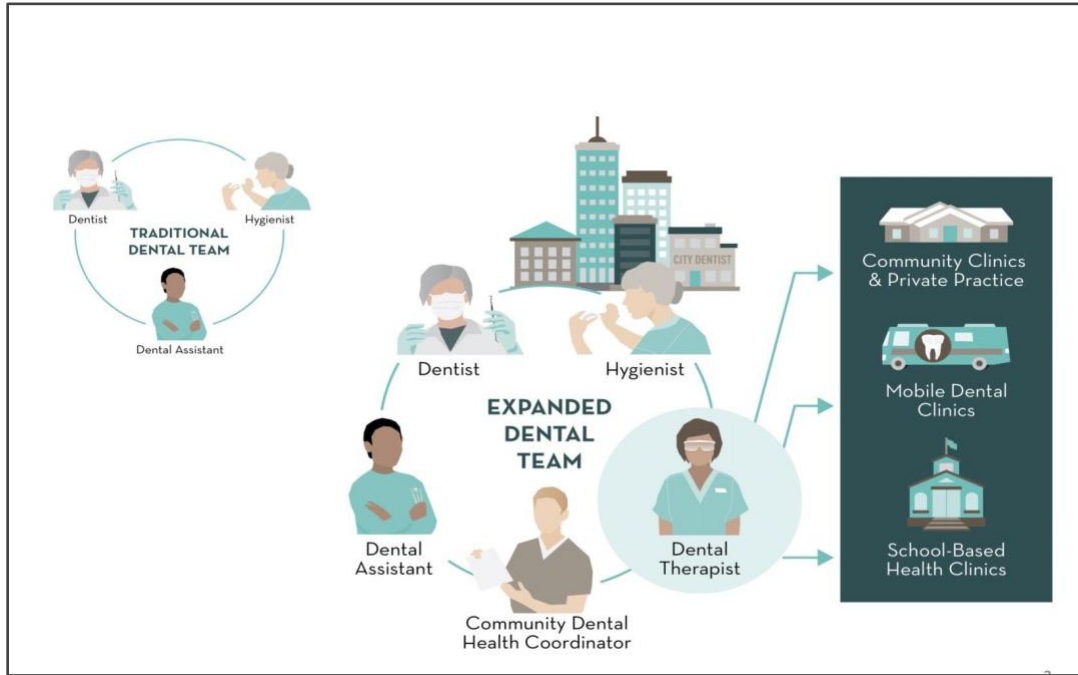 Dentist
Hygienist
TRADITIONAL
DENTAL TEAM
Dental Assistant
CITY DENTIST
Dentist
Hygienist
EXPANDED
DENTAL
TEAM
Dental
Assistant
Community Dental
Health Coordinator
Dental
Therapist
Community Clinics
& Private Practice
Mobile Dental
Clinics
School-Based
Health Clinics